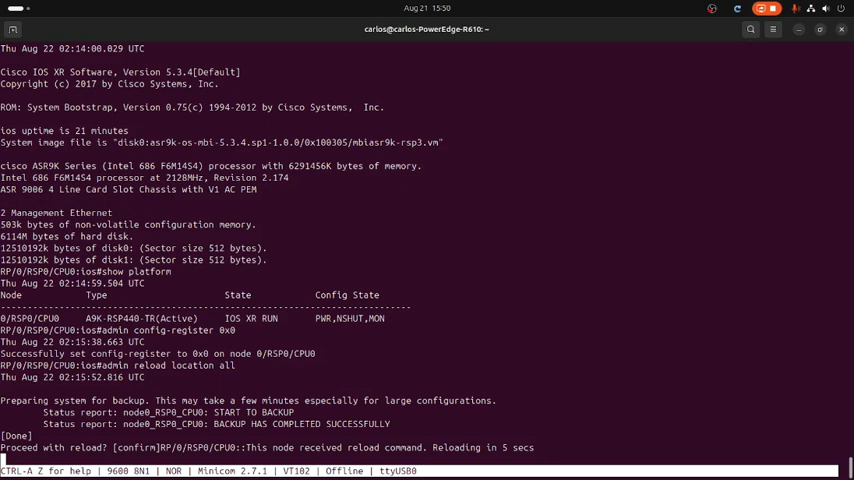 Aug 21 15:50
carlos@carlos-PowerEdge-R610: ~
Thu Aug 22 02:14:00.029 UTC
Cisco IOS XR Software, Version 5.3.4[Default]
Copyright (c) 2017 by Cisco Systems, Inc.
ROM: System Bootstrap, Version 0.75(c) 1994-2012 by Cisco Systems,  Inc.
ios uptime is 21 minutes
System image file is "disk0:asr9k-os-mbi-5.3.4.sp1-1.0.0/0x100305/mbiasr9k-rsp3.vm"
cisco ASR9K Series (Intel 686 F6M14S4) processor with 6291456K bytes of memory.
Intel 686 F6M14S4 processor at 2128MHz, Revision 2.174
ASR 9006 4 Line Card Slot Chassis with V1 AC PEM
2 Management Ethernet
503k bytes of non-volatile configuration memory.
6114M bytes of hard disk.
12510192k bytes of disk0: (Sector size 512 bytes).
12510192k bytes of disk1: (Sector size 512 bytes).
RP/0/RSP0/CPU0:ios#show platform
Thu Aug 22 02:14:59.504 UTC
Node            Type                      State            Config State
-----------------------------------------------------------------------------
0/RSP0/CPU0     A9K-RSP440-TR(Active)     IOS XR RUN       PWR,NSHUT,MON
RP/0/RSP0/CPU0:ios#admin config-register 0x0
Thu Aug 22 02:15:38.663 UTC
Successfully set config-register to 0x0 on node 0/RSP0/CPU0
RP/0/RSP0/CPU0:ios#admin reload location all
Thu Aug 22 02:15:52.816 UTC
Preparing system for backup. This may take a few minutes especially for large configurations.
Status report: node0_RSP0_CPU0: START TO BACKUP
Status report: node0_RSP0_CPU0: BACKUP HAS COMPLETED SUCCESSFULLY
[Done]
Proceed with reload? [confirm]RP/0/RSP0/CPU0::This node received reload command. Reloading in 5 secs
CTRL-A Z for help | 9600 8N1 | NOR | Minicom 2.7.1 | VT102 | Offline | ttyUSB0